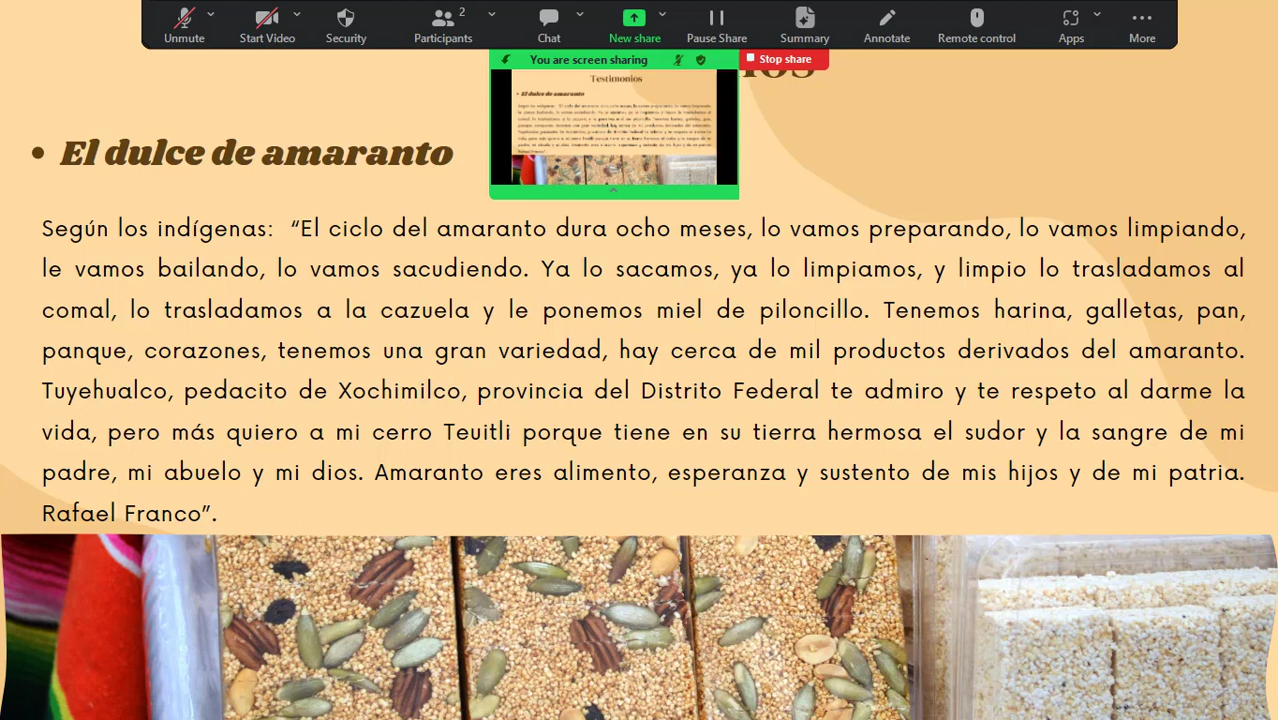 2
Unmute
Start Video
Security
Participants
Chat
New share
Pause Share
Summary
Annotate
Remote control
Apps
More
You are screen sharing
Stop share
Testimonios
• El dulce de amaranto
• El dulce de amaranto
Según los indígenas: “El ciclo del amaranto dura ocho meses, lo vamos preparando, lo vamos limpiando,
le vamos bailando, lo vamos sacudiendo. Ya lo sacamos, ya lo limpiamos, y limpio lo trasladamos al
comal, lo trasladamos a la cazuela y le ponemos miel de piloncillo. Tenemos harina, galletas, pan,
panque, corazones, tenemos una gran variedad, hay cerca de mil productos derivados del amaranto.
Tuyehualco, pedacito de Xochimilco, provincia del Distrito Federal te admiro y te respeto al darme la
vida, pero más quiero a mi cerro Teuitli porque tiene en su tierra hermosa el sudor y la sangre de mi
padre, mi abuelo y mi dios. Amaranto eres alimento, esperanza y sustento de mis hijos y de mi patria.
Rafael Franco”.